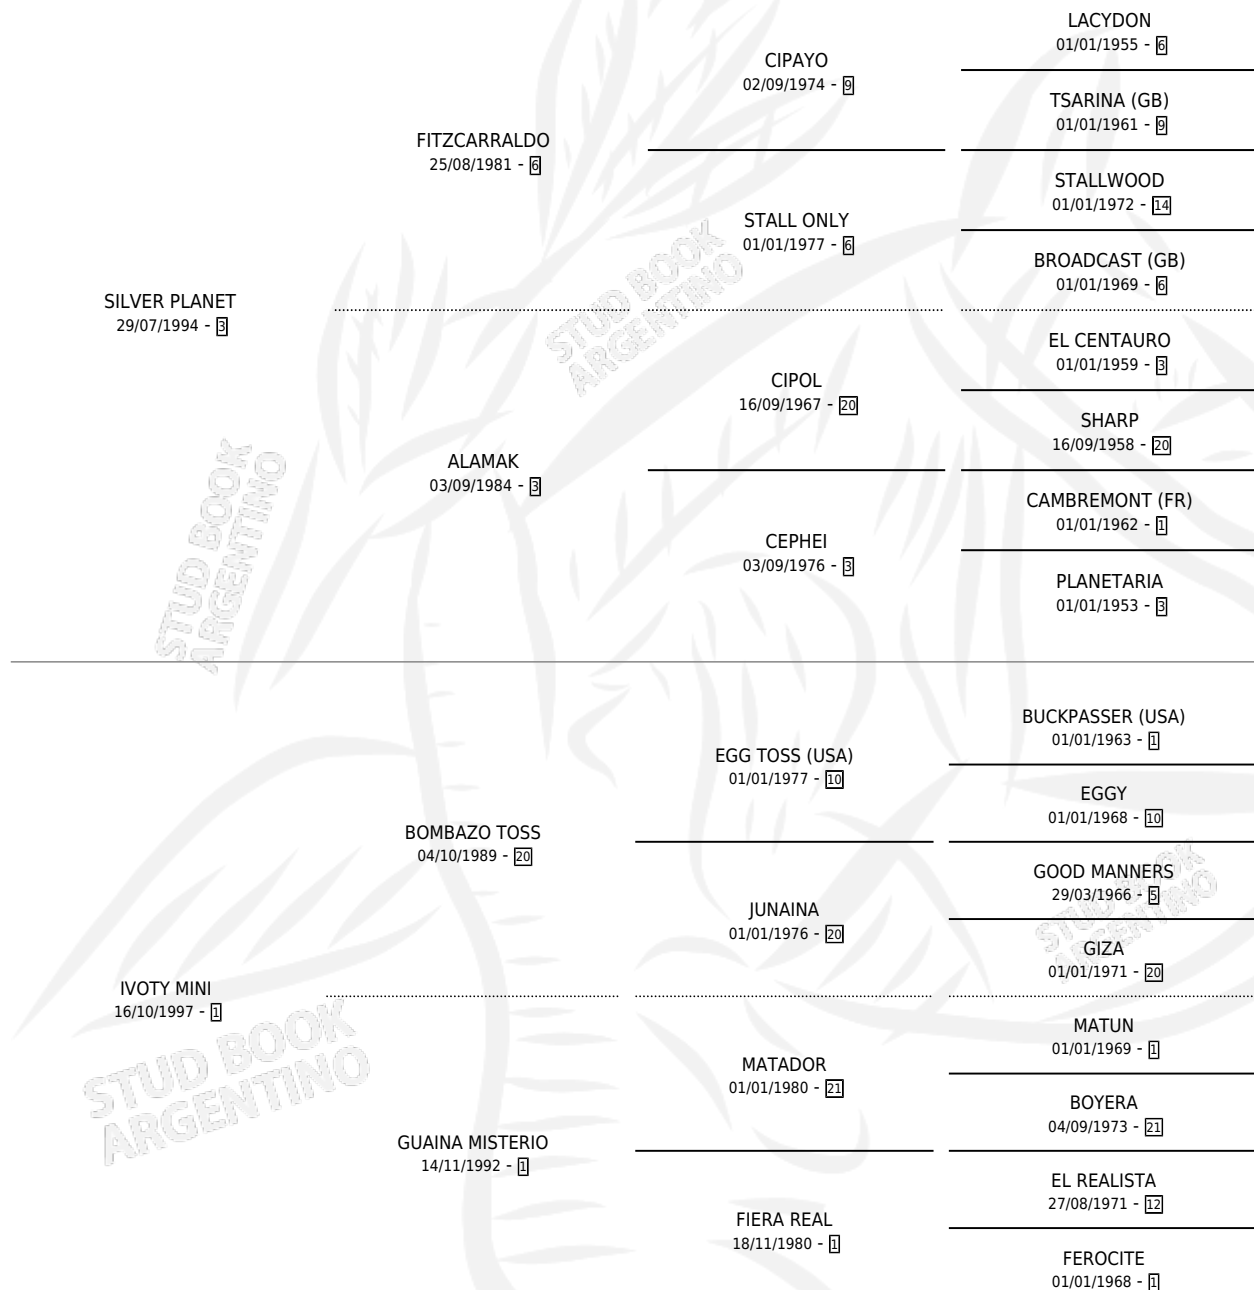 LACYDON
01/01/1955 - 6
CIPAYO
02/09/1974 - 9
TSARINA (GB)
01/01/1961 - 9
FITZCARRALDO
25/08/1981 - 6
STALLWOOD
01/01/1972 - 14
STALL ONLY
01/01/1977 - 6
BROADCAST (GB)
01/01/1969 - 6
SILVER PLANET
29/07/1994 - 3
EL CENTAURO
01/01/1959 - 3
CIPOL
16/09/1967 - 20
SHARP
16/09/1958 - 20
ALAMAK
03/09/1984 - 3
CAMBREMONT (FR)
01/01/1962 - 1
CEPHEI
03/09/1976 - 3
PLANETARIA
01/01/1953 - 3
STUD BOOK
ARGENTINO
STUD BOOK
ARGENTINO
BUCKPASSER (USA)
01/01/1963 - 1
EGG TOSS (USA)
01/01/1977 - 10
EGGY
01/01/1968 - 10
BOMBAZO TOSS
04/10/1989 - 20
GOOD MANNERS
29/03/1966 - 5
JUNAINA
01/01/1976 - 20
GIZA
01/01/1971 - 20
IVOTY MINI
16/10/1997 - 1
MATUN
01/01/1969 - 1
MATADOR
01/01/1980 - 21
BOYERA
04/09/1973 - 21
GUAINA MISTERIO
14/11/1992 - 1
EL REALISTA
27/08/1971 - 12
FIERA REAL
18/11/1980 - 1
FEROCITE
01/01/1968 - 1
STUD BOOK
ARGENTINO
STUD BOOK
ARGENTINO